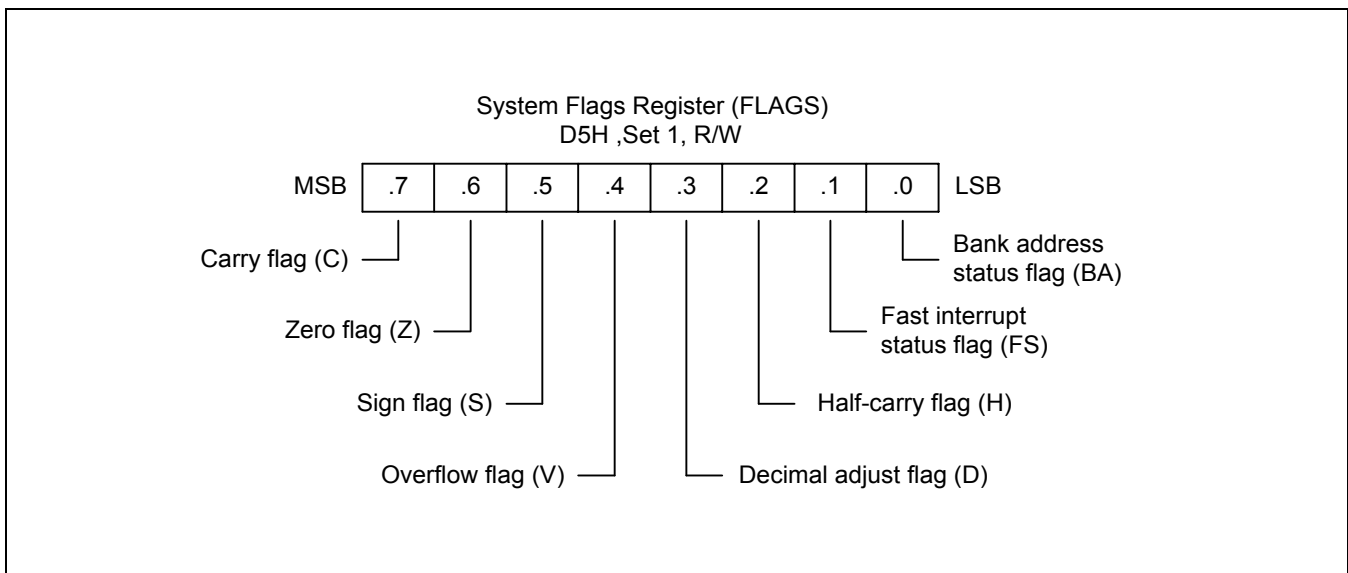 System Flags Register (FLAGS)
D5H ,Set 1, R/W
MSB .7 .6 .5 .4 .3 .2 .1 .0 LSB
Carry flag (C)
Bank address
status flag (BA)
Zero flag (Z)
Fast interrupt
status flag (FS)
Sign flag (S)
Half-carry flag (H)
Overflow flag (V)
Decimal adjust flag (D)